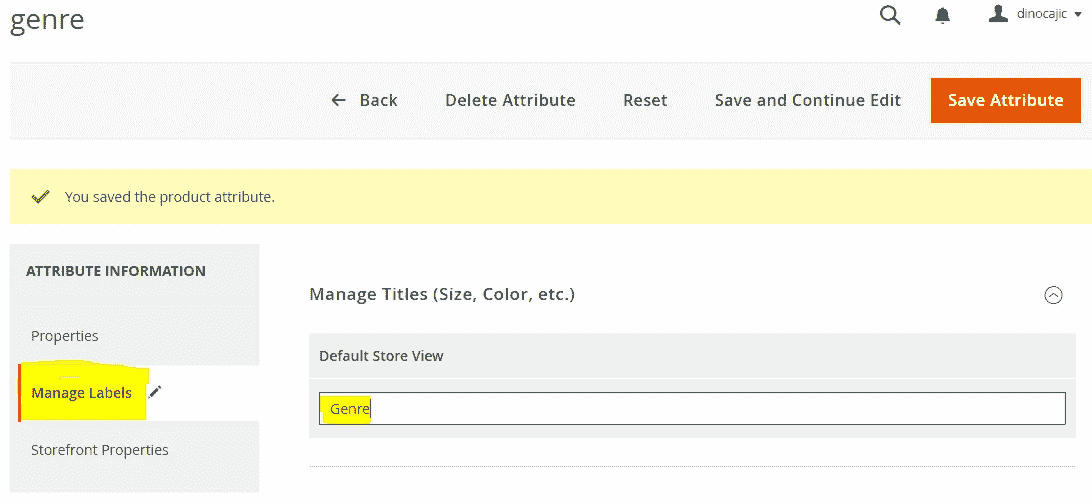 genre
dinocajic
Back Delete Attribute Reset Save and Continue Edit Save Attribute
You saved the product attribute.
ATTRIBUTE INFORMATION
Properties
Manage Labels
Storefront Properties
Manage Titles (Size, Color, etc.)
Default Store View
Genre